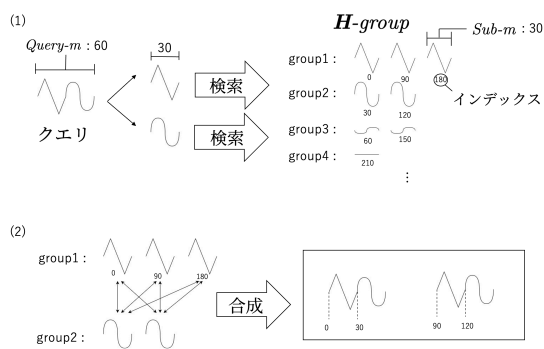 (1)
Query-m : 60
クエリ
30
検索
検索
H-group
Sub-m : 30
group1 :
0 90 180
インデックス
group2 :
30 120
group3 :
60 150
group4 :
210
⋮
(2)
group1 :
0 90 180
group2 :
合成
0 30 90 120